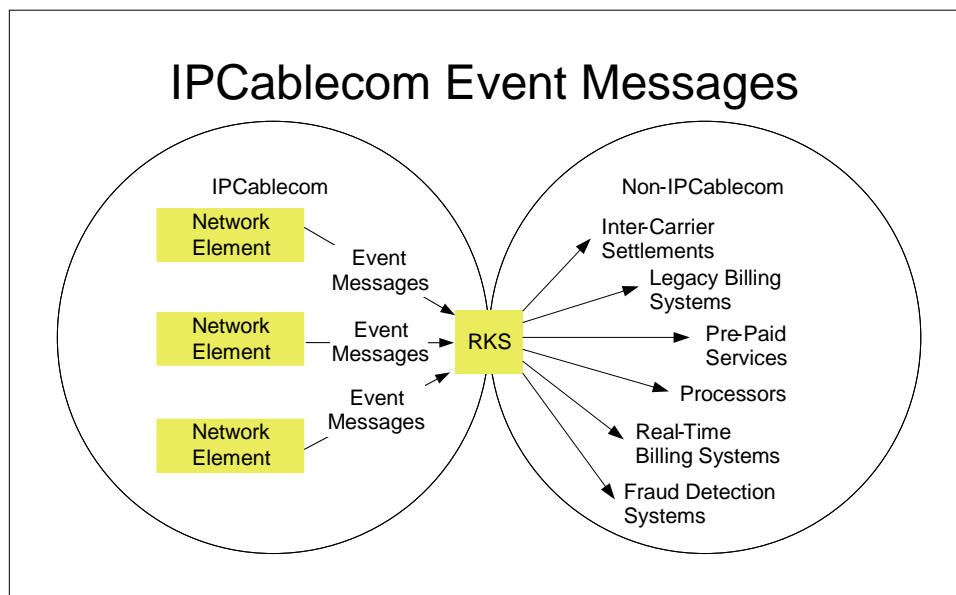 IPCablecom Event Messages
IPCablecom
Non-IPCablecom
Network
Element
Event
Messages
Network
Element
Event
Messages
Network
Element
Event
Messages
RKS
Inter-Carrier
Settlements
Legacy Billing
Systems
Pre-Paid
Services
Processors
Real-Time
Billing Systems
Fraud Detection
Systems